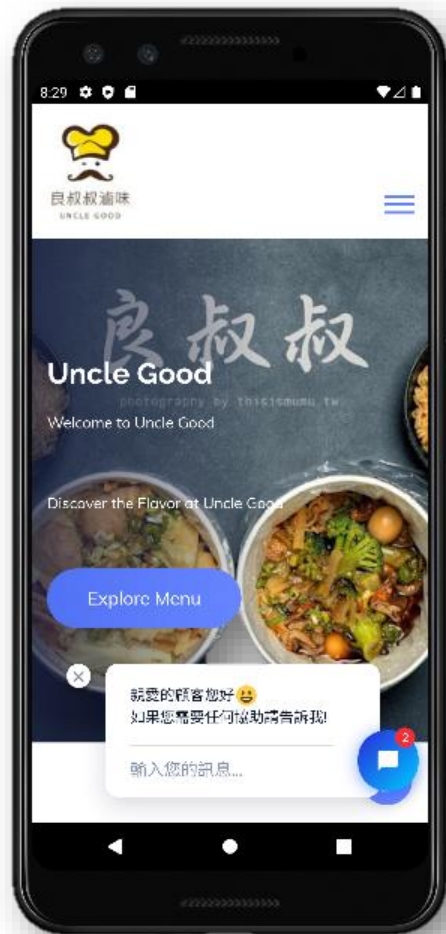 8:29
良叔叔滷味
UNCLE GOOD
良叔叔
Uncle Good
photography by thisismumu.tw
Welcome to Uncle Good
Discover the Flavor at Uncle Good
Explore Menu
親愛的顧客您好😃
如果您需要任何協助請告訴我!
輸入您的訊息...
2